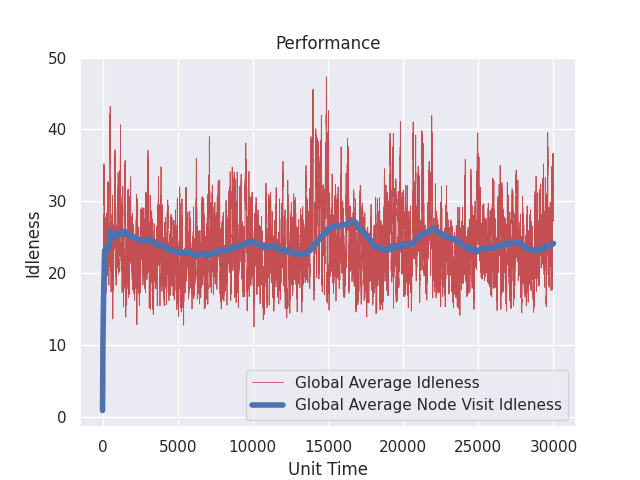 Performance
50
40
30
20
10
0
Idleness
Global Average Idleness
Global Average Node Visit Idleness
0 5000 10000 15000 20000 25000 30000
Unit Time